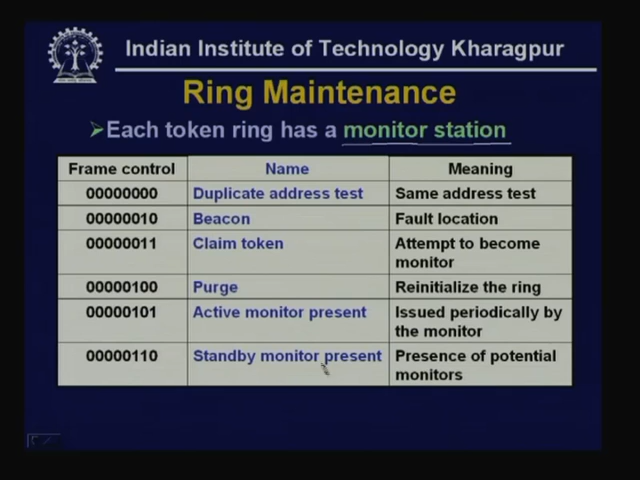 Indian Institute of Technology Kharagpur
Ring Maintenance
➢Each token ring has a monitor station
Frame control Name Meaning
00000000 Duplicate address test Same address test
00000010 Beacon Fault location
00000011 Claim token Attempt to become
monitor
00000100 Purge Reinitialize the ring
00000101 Active monitor present Issued periodically by
the monitor
00000110 Standby monitor present Presence of potential
monitors